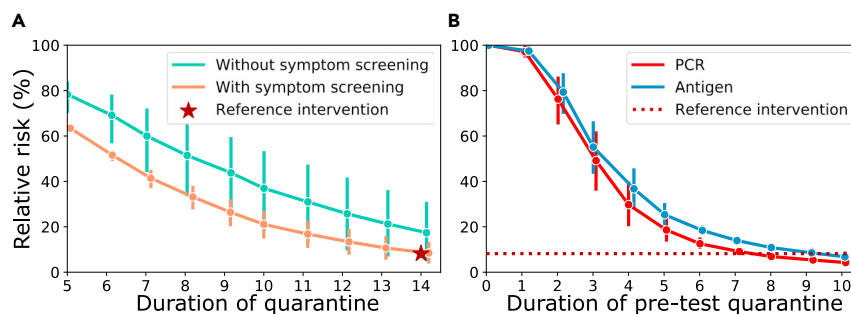 A
Relative risk (%)
100
80
60
40
20
0
Without symptom screening
With symptom screening
Reference intervention
5 6 7 8 9 10 11 12 13 14
Duration of quarantine
B
100
80
60
40
20
0
PCR
Antigen
Reference intervention
0 1 2 3 4 5 6 7 8 9 10
Duration of pre-test quarantine